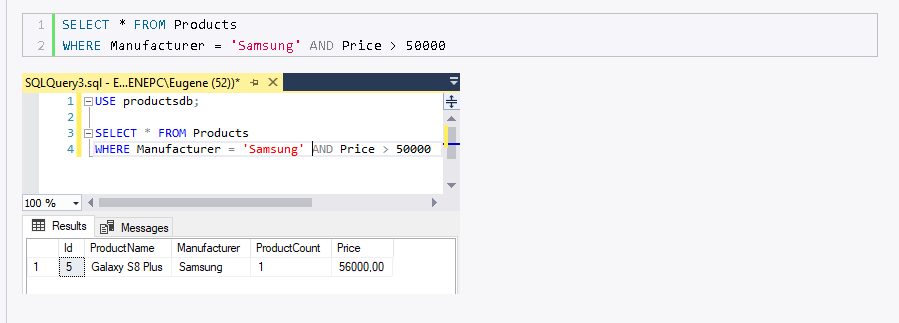 1 SELECT * FROM Products
2 WHERE Manufacturer = 'Samsung' AND Price > 50000
SQLQuery3.sql - E...ENEPC\Eugene (52))*
1 USE productsdb;
2
3 SELECT * FROM Products
4 WHERE Manufacturer = 'Samsung' AND Price > 50000
100 %
Results Messages
Id ProductName Manufacturer ProductCount Price
1 5 Galaxy S8 Plus Samsung 1 56000,00